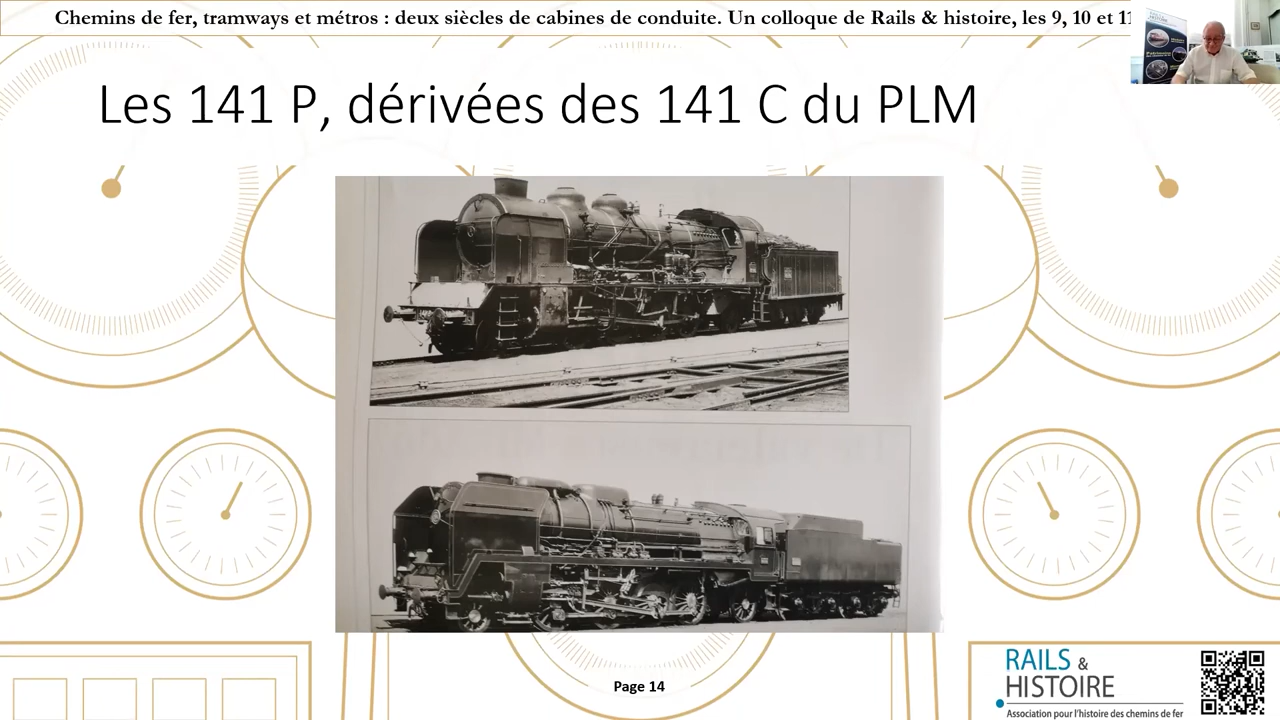 Chemins de fer, tramways et métros : deux siècles de cabines de conduite. Un colloque de Rails & histoire, les 9, 10 et 11
Les 141 P, dérivées des 141 C du PLM
Page 14
RAILS &
HISTOIRE
Association pour l'histoire des chemins de fer